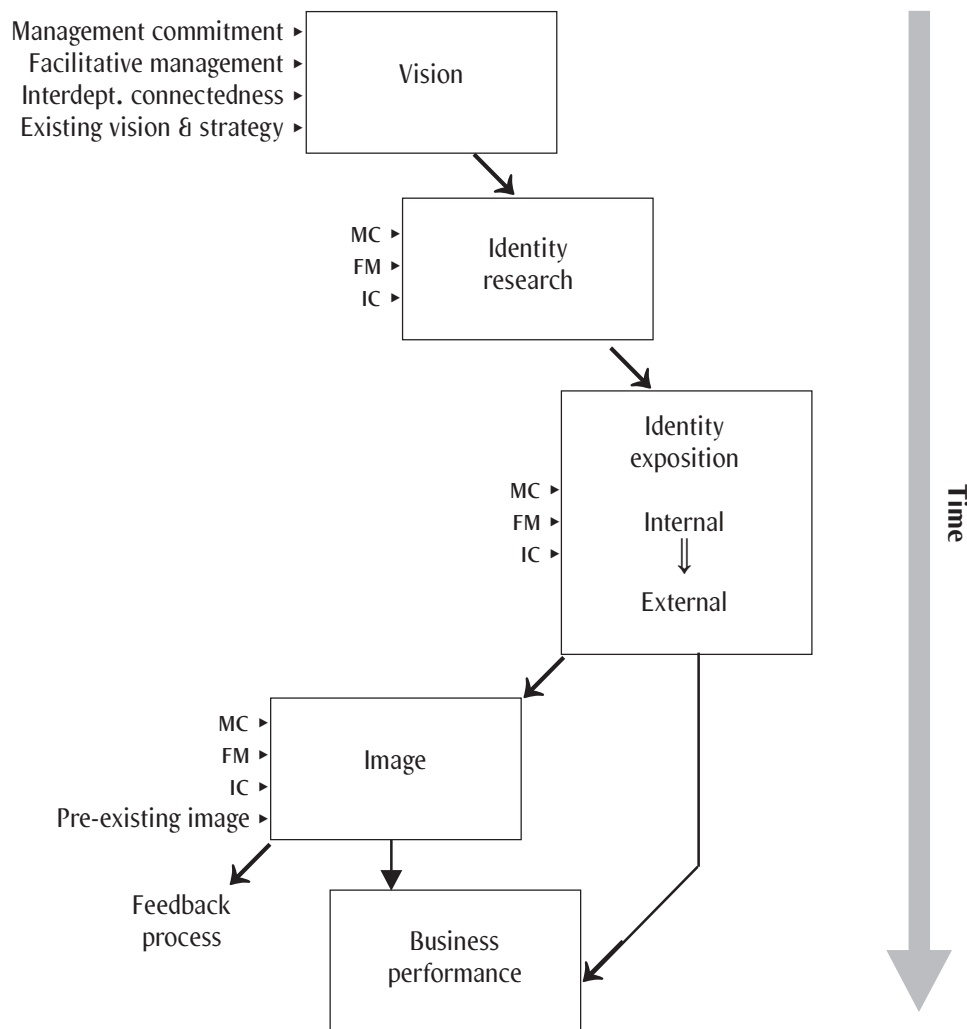 Management commitment
Facilitative management
Interdept. connectedness
Existing vision & strategy
Vision
MC
FM
IC
Identity
research
Identity
exposition
MC
FM
IC
Internal
⇓
External
Time
MC
FM
IC
Pre-existing image
Image
Feedback
process
Business
performance